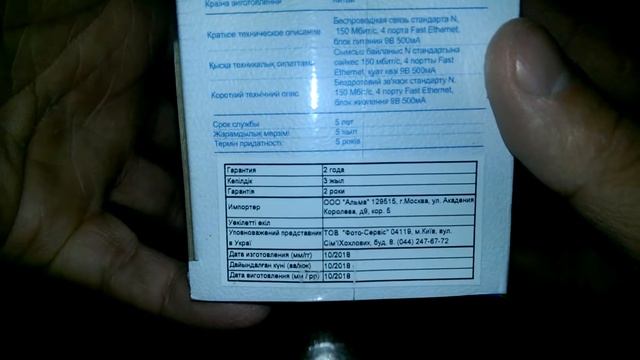 Країна виготовлення Китай
Краткое техническое описание Беспроводная связь стандарта N,
150 Мбит/с, 4 порта Fast Ethernet,
блок питания 9В 500мА
Қысқа техникалық сипаттама Сымсыз байланыс N стандартына
сәйкес 150 мбит/с, 4 портты Fast
Ethernet, қуат көзі 9В 500мА
Короткий технічний опис Бездротовий зв'язок стандарту N,
150 Мбіт/с, 4 порту Fast Ethernet,
блок живлення 9В 500мА
Срок службы 5 лет
Жарамдылық мерзімі 5 жыл
Термін придатності: 5 років
Гарантия 2 года
Кепілдік 3 жыл
Гарантія 2 роки
Импортер ООО "Альма" 129515, г.Москва, ул. Академика
Королева, д9, кор. 5
Уәкілетті өкіл
Уповноважений представник ТОВ "Фото-Сервіс" 04119, м.Київ, вул.
в Украї Сім'ї Хохлових, буд. 8. (044) 247-67-72
Дата изготовления (мм/гг) 10/2018
Дайындалған күні (аа/жж) 10/2018
Дата виготовлення (мм / рр) 10/2018